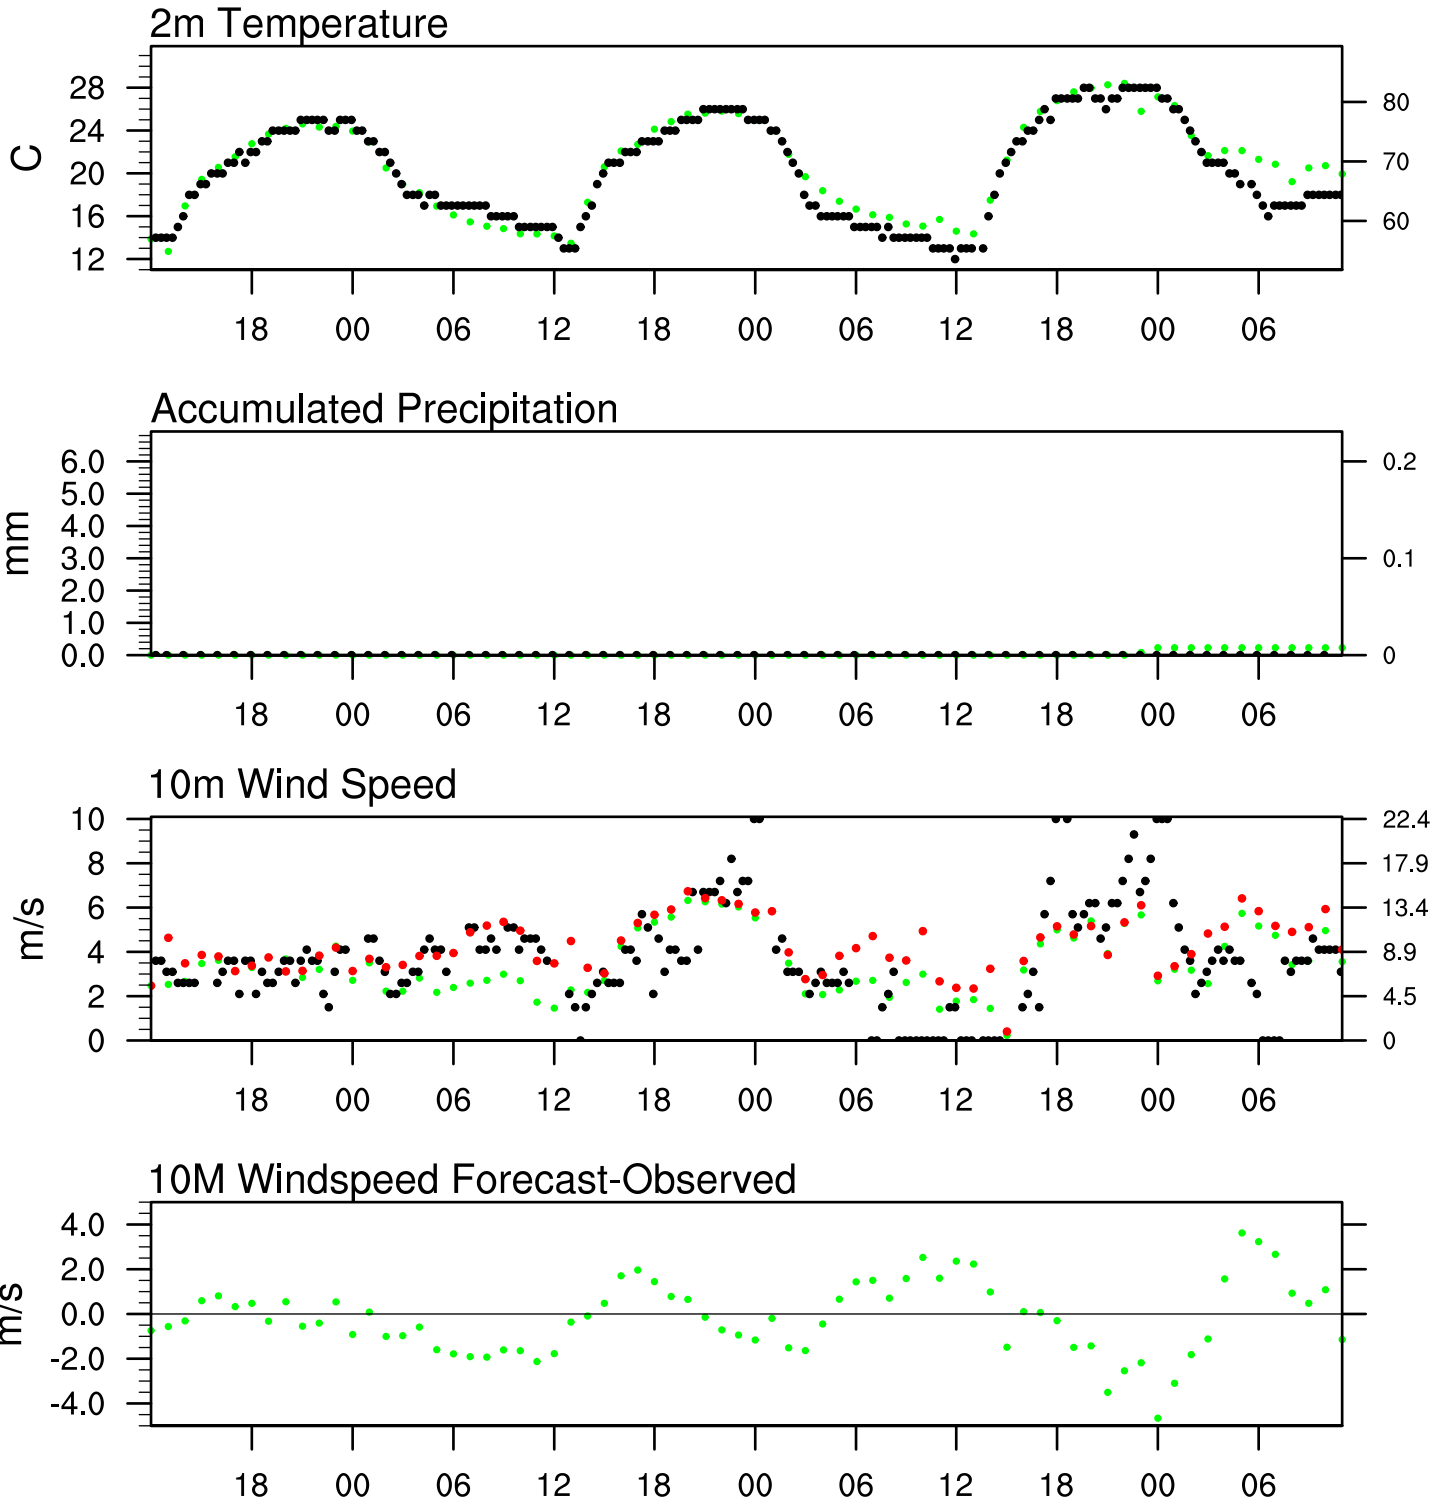 2m Temperature
28
24
20
16
12
C
80
70
60
18 00 06 12 18 00 06 12 18 00 06
Accumulated Precipitation
6.0
5.0
4.0
3.0
2.0
1.0
0.0
mm
0.2
0.1
0
18 00 06 12 18 00 06 12 18 00 06
10m Wind Speed
10
8
6
4
2
0
m/s
22.4
17.9
13.4
8.9
4.5
0
18 00 06 12 18 00 06 12 18 00 06
10M Windspeed Forecast-Observed
4.0
2.0
0.0
-2.0
-4.0
m/s
18 00 06 12 18 00 06 12 18 00 06